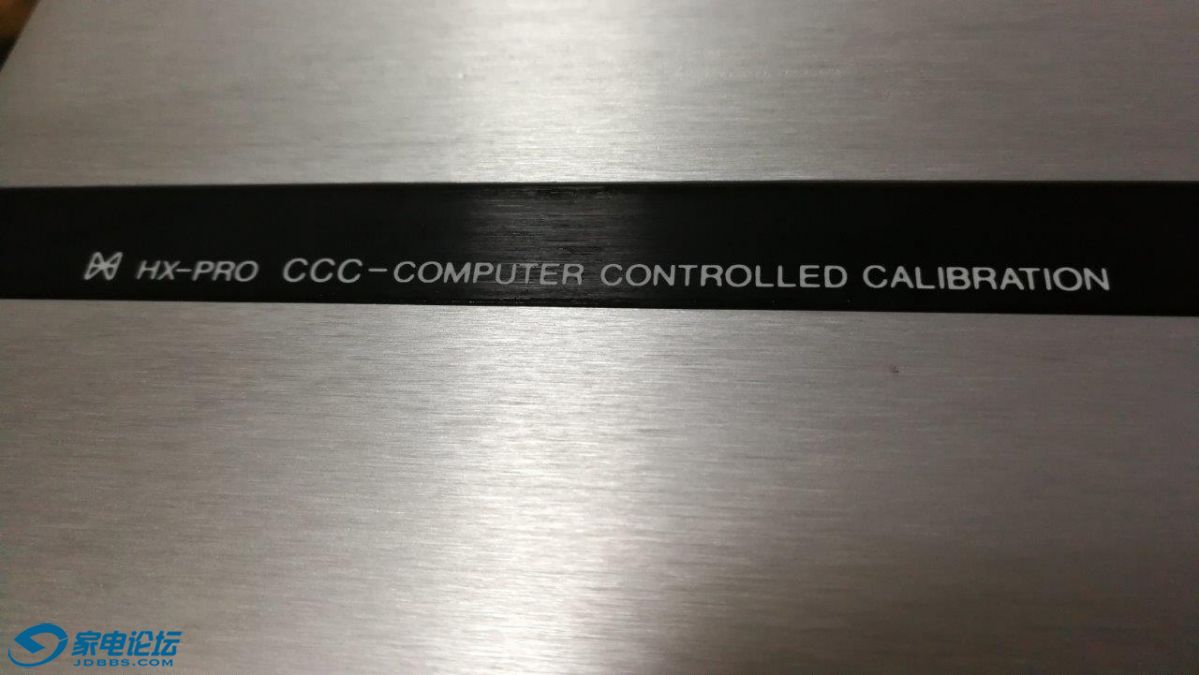 HX-PRO CCC-COMPUTER CONTROLLED CALIBRATION
家电论坛
JDBBS.COM